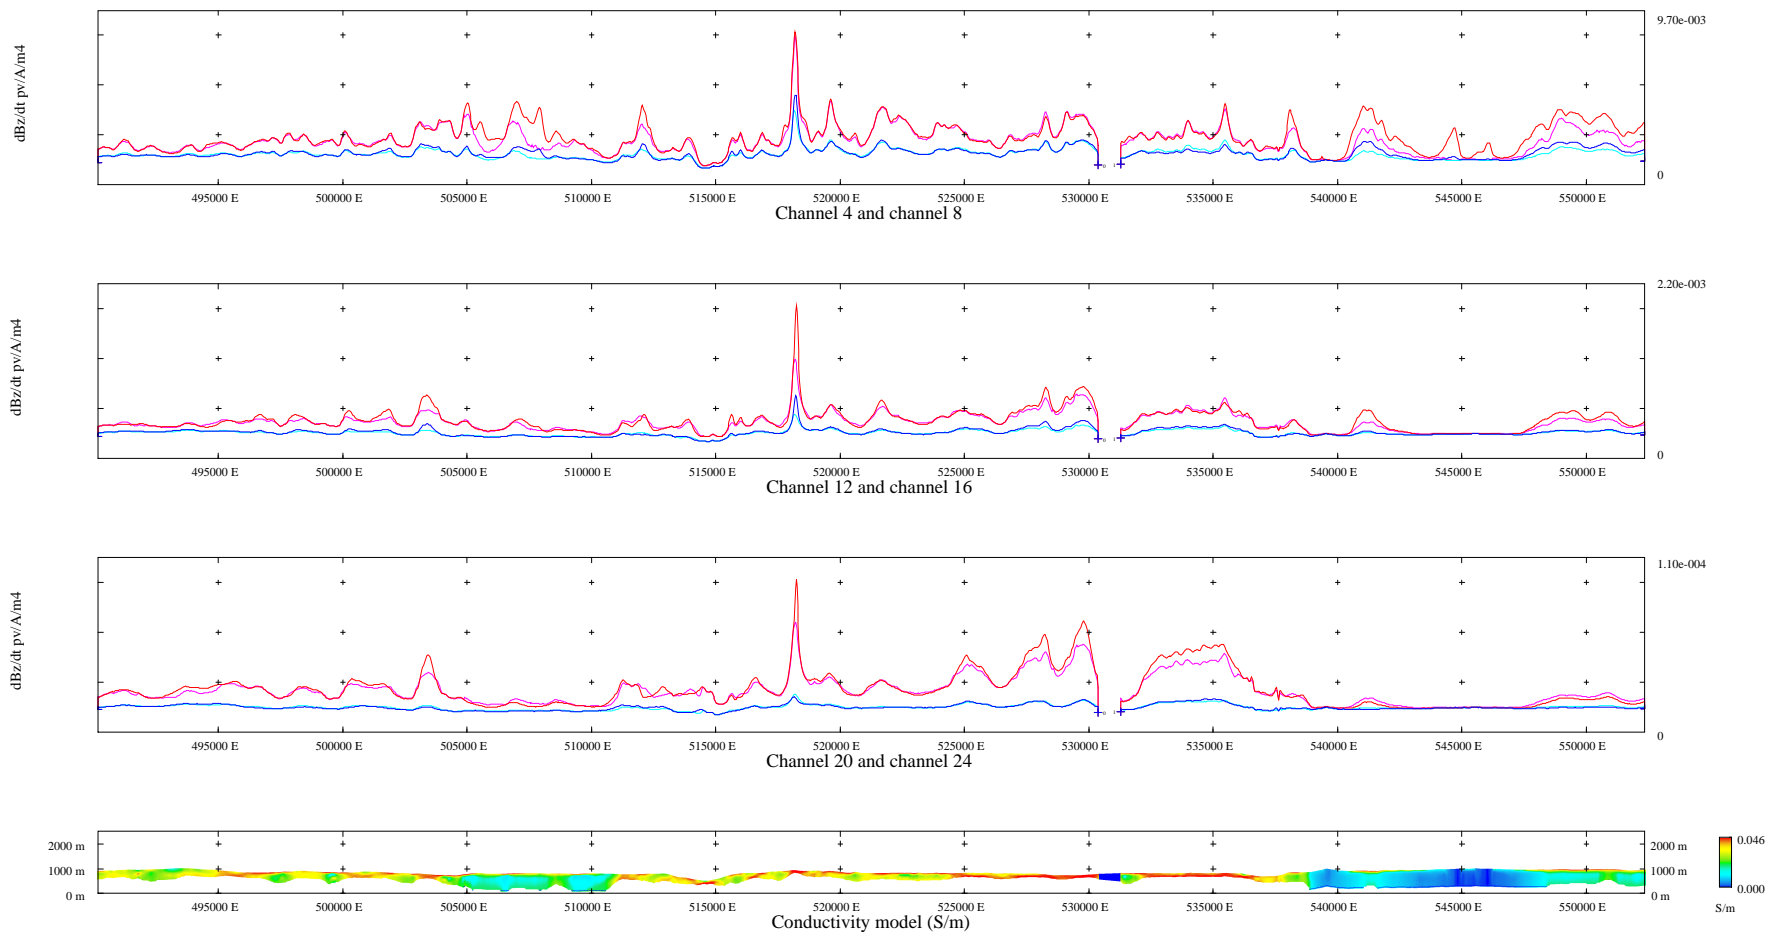 9.70e-003
dBz/dt pv/A/m4
0
495000 E 500000 E 505000 E 510000 E 515000 E 520000 E 525000 E 530000 E 535000 E 540000 E 545000 E 550000 E
Channel 4 and channel 8
2.20e-003
dBz/dt pv/A/m4
0
495000 E 500000 E 505000 E 510000 E 515000 E 520000 E 525000 E 530000 E 535000 E 540000 E 545000 E 550000 E
Channel 12 and channel 16
1.10e-004
dBz/dt pv/A/m4
0
495000 E 500000 E 505000 E 510000 E 515000 E 520000 E 525000 E 530000 E 535000 E 540000 E 545000 E 550000 E
Channel 20 and channel 24
2000 m 2000 m 0.046
1000 m 1000 m
0 m 0 m 0.000
495000 E 500000 E 505000 E 510000 E 515000 E 520000 E 525000 E 530000 E 535000 E 540000 E 545000 E 550000 E
S/m
Conductivity model (S/m)